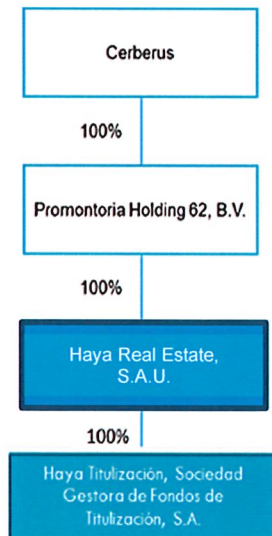 Cerberus
100%
Promontoria Holding 62, B.V.
100%
Haya Real Estate,
S.A.U.
100%
Haya Titulización, Sociedad
Gestora de Fondos de
Titulización, S.A.